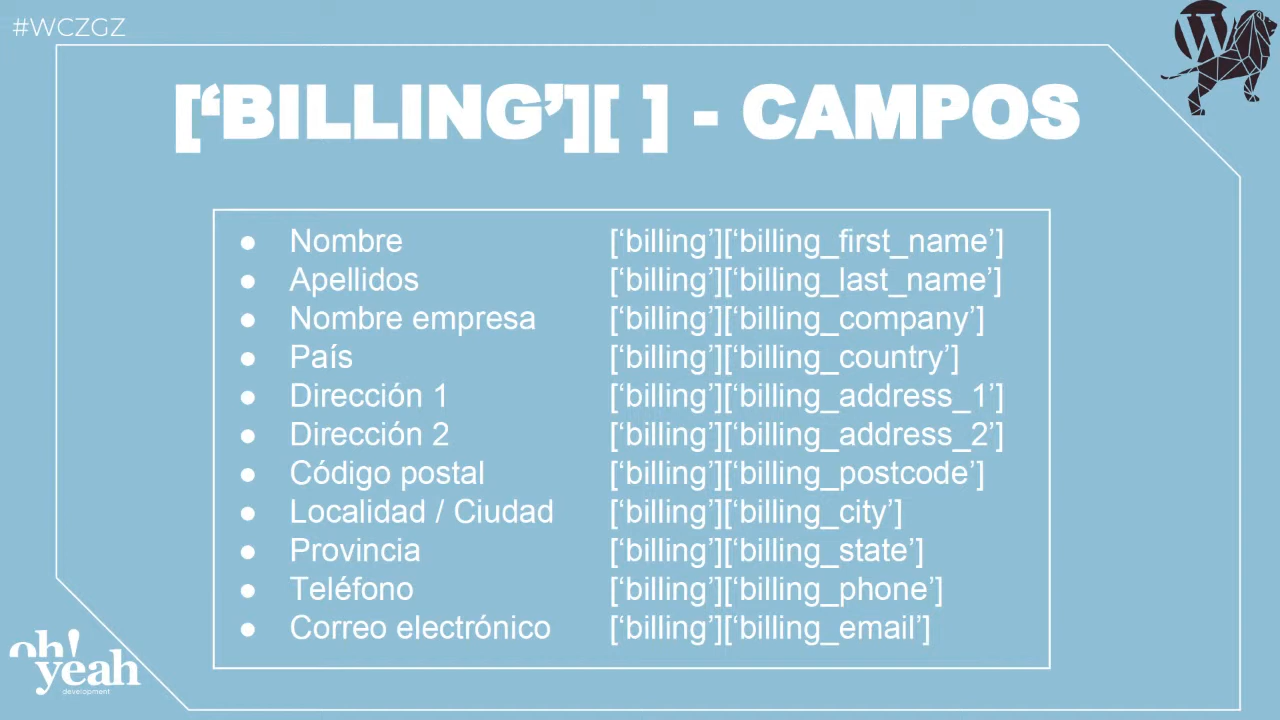 #WCZGZ
W
[‘BILLING’][ ] - CAMPOS
● Nombre [‘billing’][‘billing_first_name’]
● Apellidos [‘billing’][‘billing_last_name’]
● Nombre empresa [‘billing’][‘billing_company’]
● País [‘billing’][‘billing_country’]
● Dirección 1 [‘billing’][‘billing_address_1’]
● Dirección 2 [‘billing’][‘billing_address_2’]
● Código postal [‘billing’][‘billing_postcode’]
● Localidad / Ciudad [‘billing’][‘billing_city’]
● Provincia [‘billing’][‘billing_state’]
● Teléfono [‘billing’][‘billing_phone’]
● Correo electrónico [‘billing’][‘billing_email’]
oh!
yeah
development